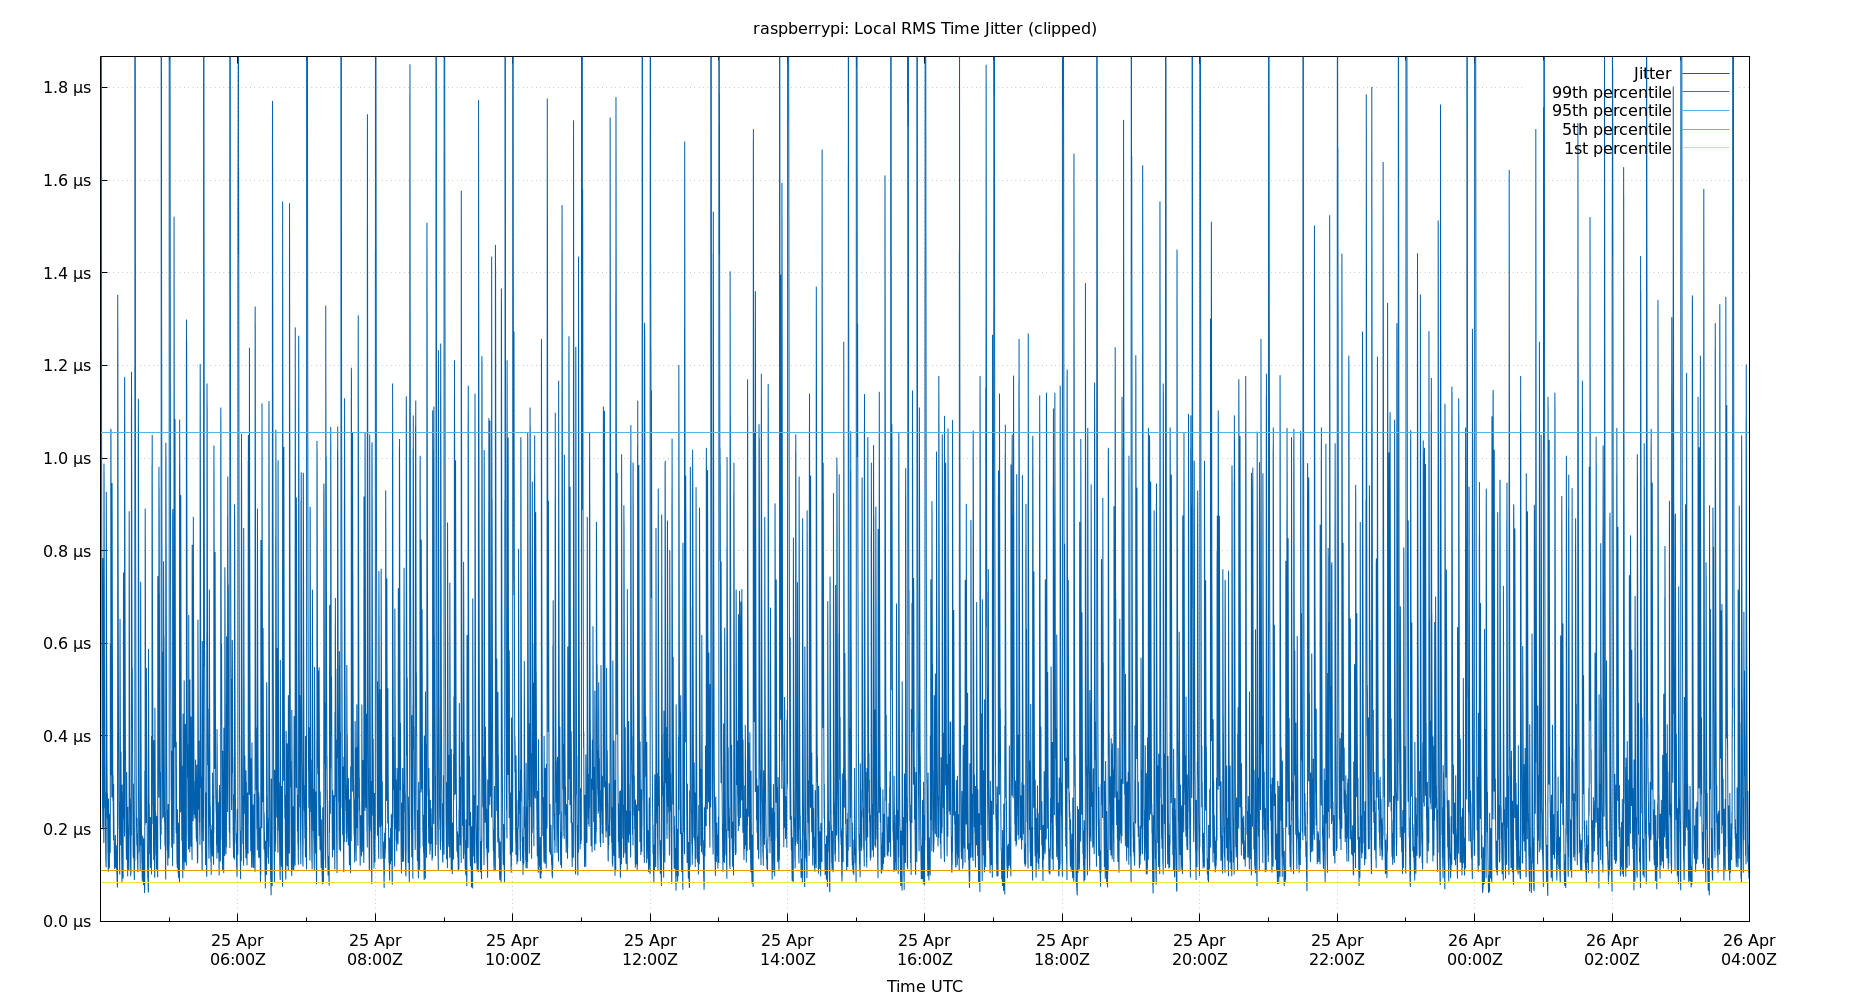 raspberrypi: Local RMS Time Jitter (clipped)
Jitter
99th percentile
95th percentile
5th percentile
1st percentile
1.8 µs
1.6 µs
1.4 µs
1.2 µs
1.0 µs
0.8 µs
0.6 µs
0.4 µs
0.2 µs
0.0 µs
25 Apr 25 Apr 25 Apr 25 Apr 25 Apr 25 Apr 25 Apr 25 Apr 25 Apr 26 Apr 26 Apr 26 Apr
06:00Z 08:00Z 10:00Z 12:00Z 14:00Z 16:00Z 18:00Z 20:00Z 22:00Z 00:00Z 02:00Z 04:00Z
Time UTC